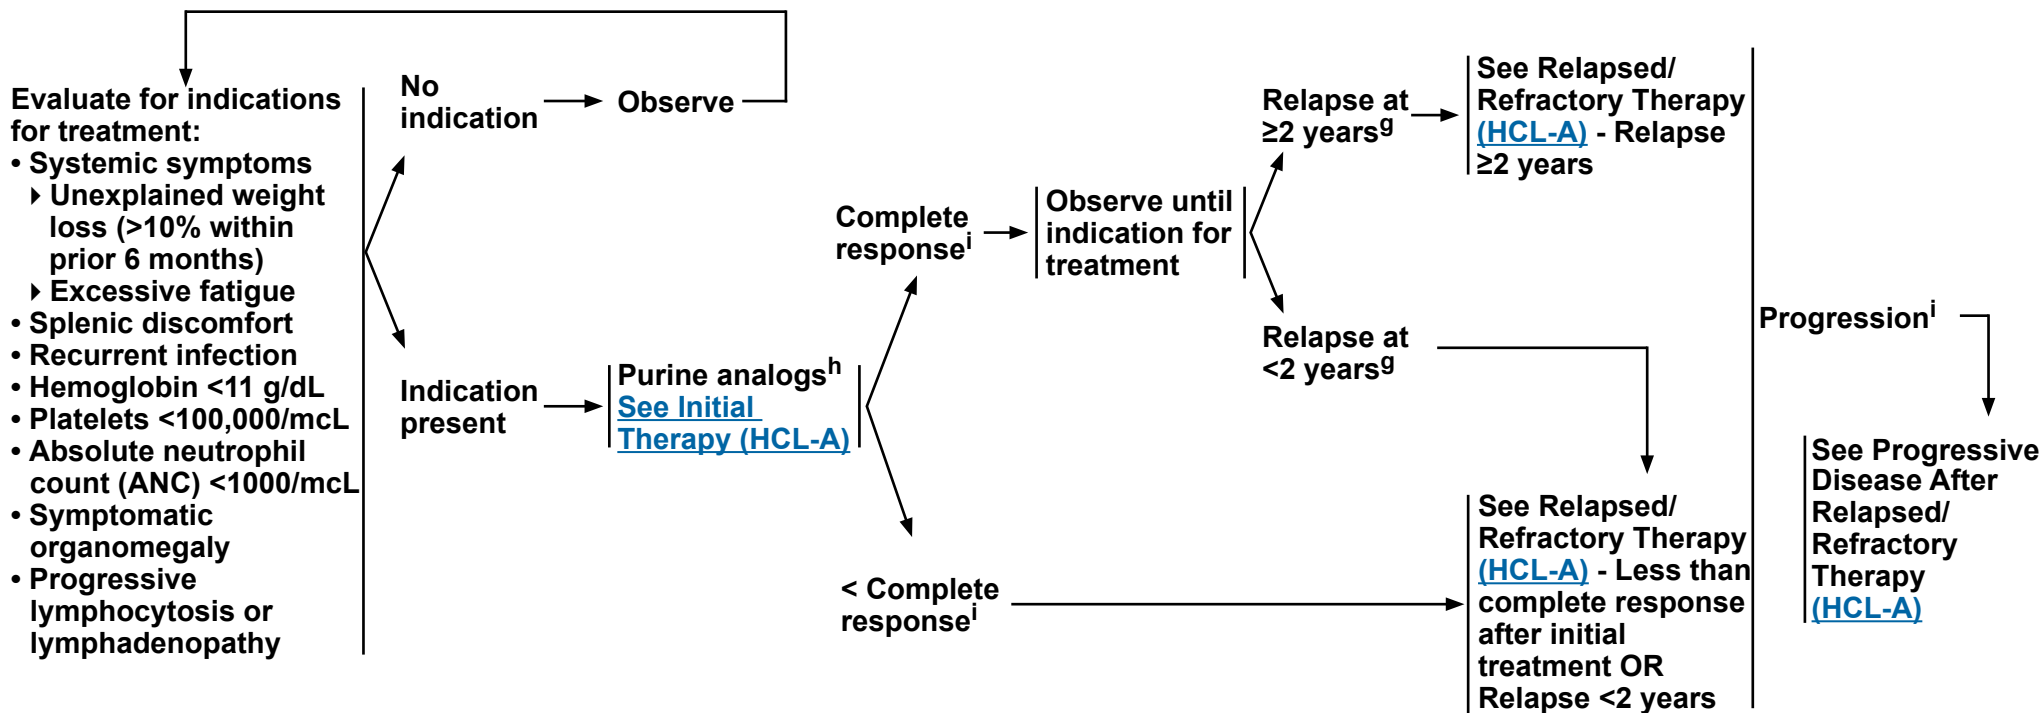 Evaluate for indications
for treatment:
• Systemic symptoms
‣ Unexplained weight
loss (>10% within
prior 6 months)
‣ Excessive fatigue
• Splenic discomfort
• Recurrent infection
• Hemoglobin <11 g/dL
• Platelets <100,000/mcL
• Absolute neutrophil
count (ANC) <1000/mcL
• Symptomatic
organomegaly
• Progressive
lymphocytosis or
lymphadenopathy
No
indication
Observe
Indication
present
Purine analogsʰ
See Initial
Therapy (HCL-A)
Complete
responseⁱ
Observe until
indication for
treatment
< Complete
responseⁱ
Relapse at
≥2 yearsᵍ
See Relapsed/
Refractory Therapy
(HCL-A) - Relapse
≥2 years
Relapse at
<2 yearsᵍ
See Relapsed/
Refractory Therapy
(HCL-A) - Less than
complete response
after initial
treatment OR
Relapse <2 years
Progressionⁱ
See Progressive
Disease After
Relapsed/
Refractory
Therapy
(HCL-A)